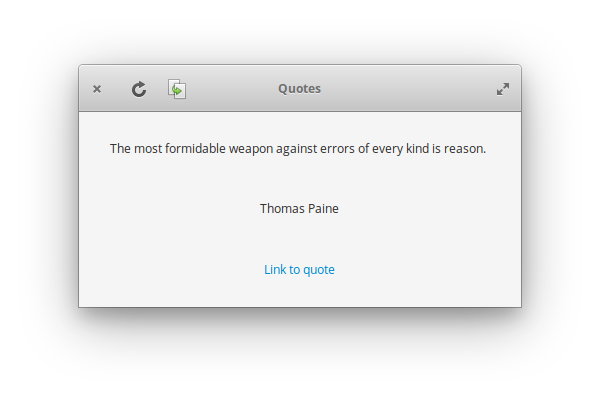 Quotes
The most formidable weapon against errors of every kind is reason.
Thomas Paine
Link to quote